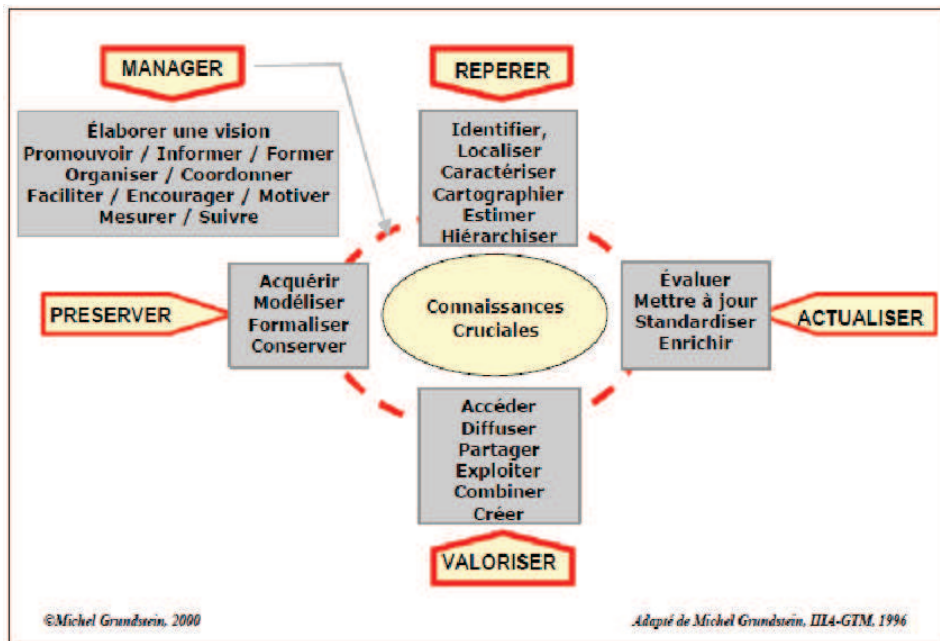 MANAGER
Élaborer une vision
Promouvoir / Informer / Former
Organiser / Coordonner
Faciliter / Encourager / Motiver
Mesurer / Suivre
REPERER
Identifier,
Localiser
Caractériser
Cartographier
Estimer
Hiérarchiser
PRESERVER
Acquérir
Modéliser
Formaliser
Conserver
Connaissances
Cruciales
Évaluer
Mettre à jour
Standardiser
Enrichir
ACTUALISER
Accéder
Diffuser
Partager
Exploiter
Combiner
Créer
VALORISER
©Michel Grundstein, 2000
Adapté de Michel Grundstein, IIIA-GTM, 1996